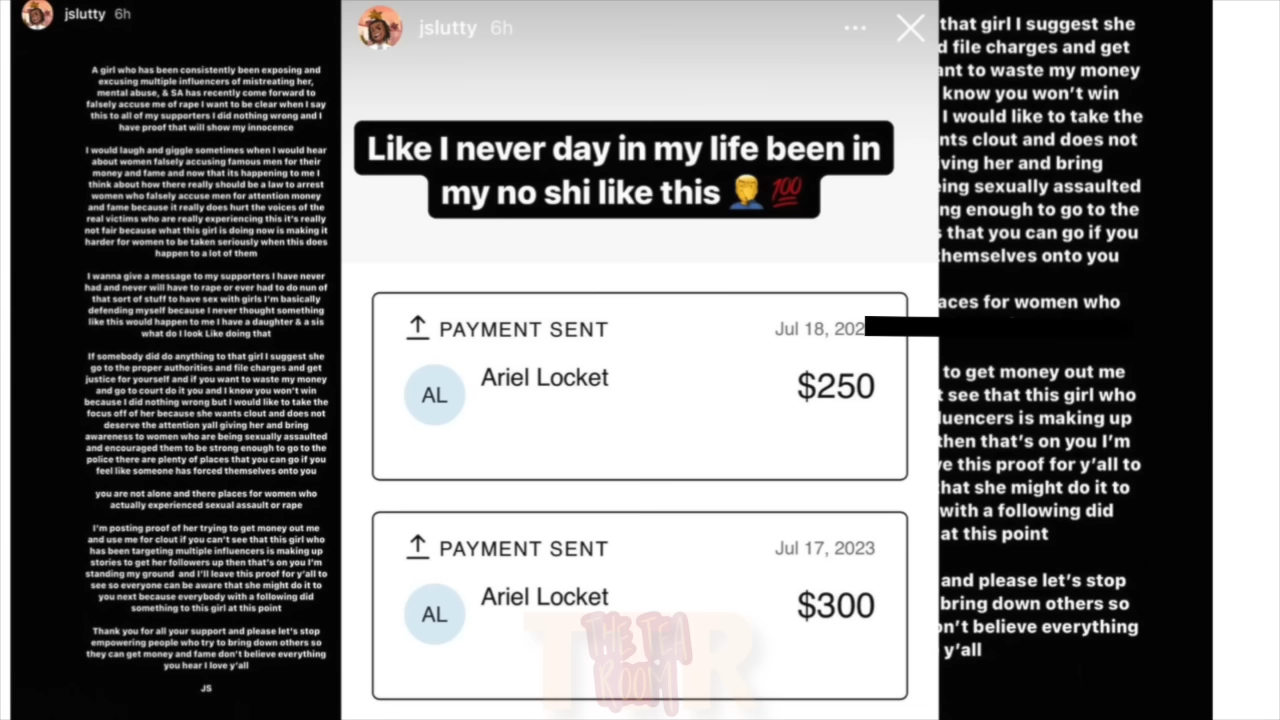 jslutty 6h
A girl who has been consistently been exposing and
excusing multiple influencers of mistreating her,
mental abuse, & SA has recently come forward to
falsely accuse me of rape I want to be clear when I say
this to all of my supporters I did nothing wrong and I
have proof that will show my innocence
I would laugh and giggle sometimes when I would hear
about women falsely accusing famous men for their
money and fame and now that its happening to me I
think about how there really should be a law to arrest
women who falsely accuse men for attention money
and fame because it really does hurt the voices of the
real victims who are really experiencing this it's really
not fair because what this girl is doing now is making it
harder for women to be taken seriously when this does
happen to a lot of them
I wanna give a message to my supporters I have never
had and never will have to rape or ever had to do nun of
that sort of stuff to have sex with girls I'm basically
defending myself because I never thought something
like this would happen to me I have a daughter & a sis
what do I look Like doing that
If somebody did do anything to that girl I suggest she
go to the proper authorities and file charges and get
justice for yourself and if you want to waste my money
and go to court do it you and I know you won't win
because I did nothing wrong but I would like to take the
focus off of her because she wants clout and does not
deserve the attention yall giving her and bring
awareness to women who are being sexually assaulted
and encouraged them to be strong enough to go to the
police there are plenty of places that you can go if you
feel like someone has forced themselves onto you
you are not alone and there places for women who
actually experienced sexual assault or rape
I'm posting proof of her trying to get money out me
and use me for clout if you can't see that this girl who
has been targeting multiple influencers is making up
stories to get her followers up then that's on you I'm
standing my ground and I'll leave this proof for y'all to
see so everyone can be aware that she might do it to
you next because everybody with a following did
something to this girl at this point
Thank you for all your support and please let's stop
empowering people who try to bring down others so
they can get money and fame don't believe everything
you hear I love y'all
JS
jslutty 6h
Like I never day in my life been in
my no shi like this 🤦‍♂️ 💯
PAYMENT SENT Jul 18, 202
AL Ariel Locket $250
PAYMENT SENT Jul 17, 2023
AL Ariel Locket $300
THE TEA
ROOM
that girl I suggest she
d file charges and get
ant to waste my money
know you won't win
I would like to take the
nts clout and does not
ving her and bring
eing sexually assaulted
ng enough to go to the
s that you can go if you
themselves onto you
aces for women who
to get money out me
t see that this girl who
luencers is making up
then that's on you I'm
ve this proof for y'all to
hat she might do it to
with a following did
at this point
and please let's stop
bring down others so
on't believe everything
y'all